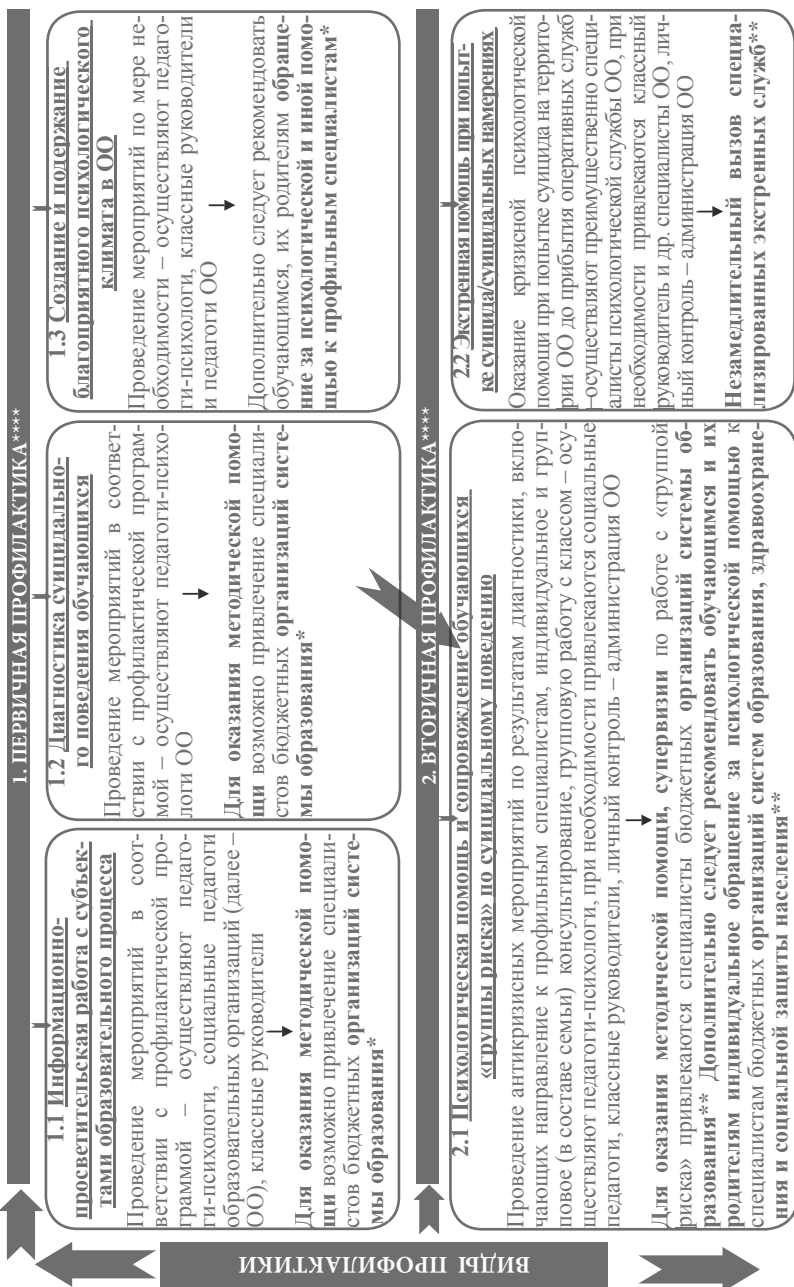 ВИДЫ ПРОФИЛАКТИКИ
1. ПЕРВИЧНАЯ ПРОФИЛАКТИКА****
1.1 Информационно-
просветительская работа с субъек-
тами образовательного процесса
Проведение мероприятий в соот-
ветствии с профилактической про-
граммой – осуществляют педаго-
ги-психологи, социальные педагоги
образовательных организаций (далее –
ОО), классные руководители
Для оказания методической помо-
щи возможно привлечение специали-
стов бюджетных организаций систе-
мы образования*
1.2 Диагностика суицидально-
го поведения обучающихся
Проведение мероприятий в соответ-
ствии с профилактической програм-
мой – осуществляют педагоги-психо-
логи ОО
Для оказания методической помо-
щи возможно привлечение специали-
стов бюджетных организаций систе-
мы образования*
1.3 Создание и подержание
благоприятного психологического
климата в ОО
Проведение мероприятий по мере не-
обходимости – осуществляют педаго-
ги-психологи, классные руководители
и педагоги ОО
Дополнительно следует рекомендовать
обучающимся, их родителям обраще-
ние за психологической и иной помо-
щью к профильным специалистам*
2. ВТОРИЧНАЯ ПРОФИЛАКТИКА****
2.1 Психологическая помощь и сопровождение обучающихся
«группы риска» по суицидальному поведению
Проведение антикризисных мероприятий по результатам диагностики, вклю-
чающих направление к профильным специалистам, индивидуальное и груп-
повое (в составе семьи) консультирование, групповую работу с классом – осу-
ществляют педагоги-психологи, при необходимости привлекаются социальные
педагоги, классные руководители, личный контроль – администрация ОО
Для оказания методической помощи, супервизии по работе с «группой
риска» привлекаются специалисты бюджетных организаций системы об-
разования** Дополнительно следует рекомендовать обучающимся и их
родителям индивидуальное обращение за психологической помощью к
специалистам бюджетных организаций систем образования, здравоохране-
ния и социальной защиты населения**
2.2 Экстренная помощь при попыт-
ке суицида/суицидальных намерениях
Оказание кризисной психологической
помощи при попытке суицида на террито-
рии ОО до прибытия оперативных служб
–осуществляют преимущественно специ-
алисты психологической службы ОО, при
необходимости привлекаются классный
руководитель и др. специалисты ОО, лич-
ный контроль – администрация ОО
Незамедлительный вызов специа-
лизированных экстренных служб**